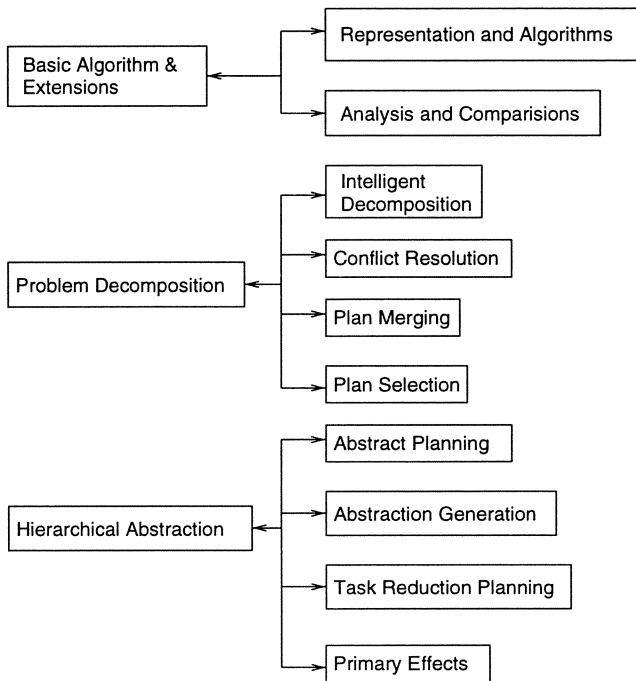 Basic Algorithm &
Extensions
Representation and Algorithms
Analysis and Comparisions
Problem Decomposition
Intelligent
Decomposition
Conflict Resolution
Plan Merging
Plan Selection
Hierarchical Abstraction
Abstract Planning
Abstraction Generation
Task Reduction Planning
Primary Effects